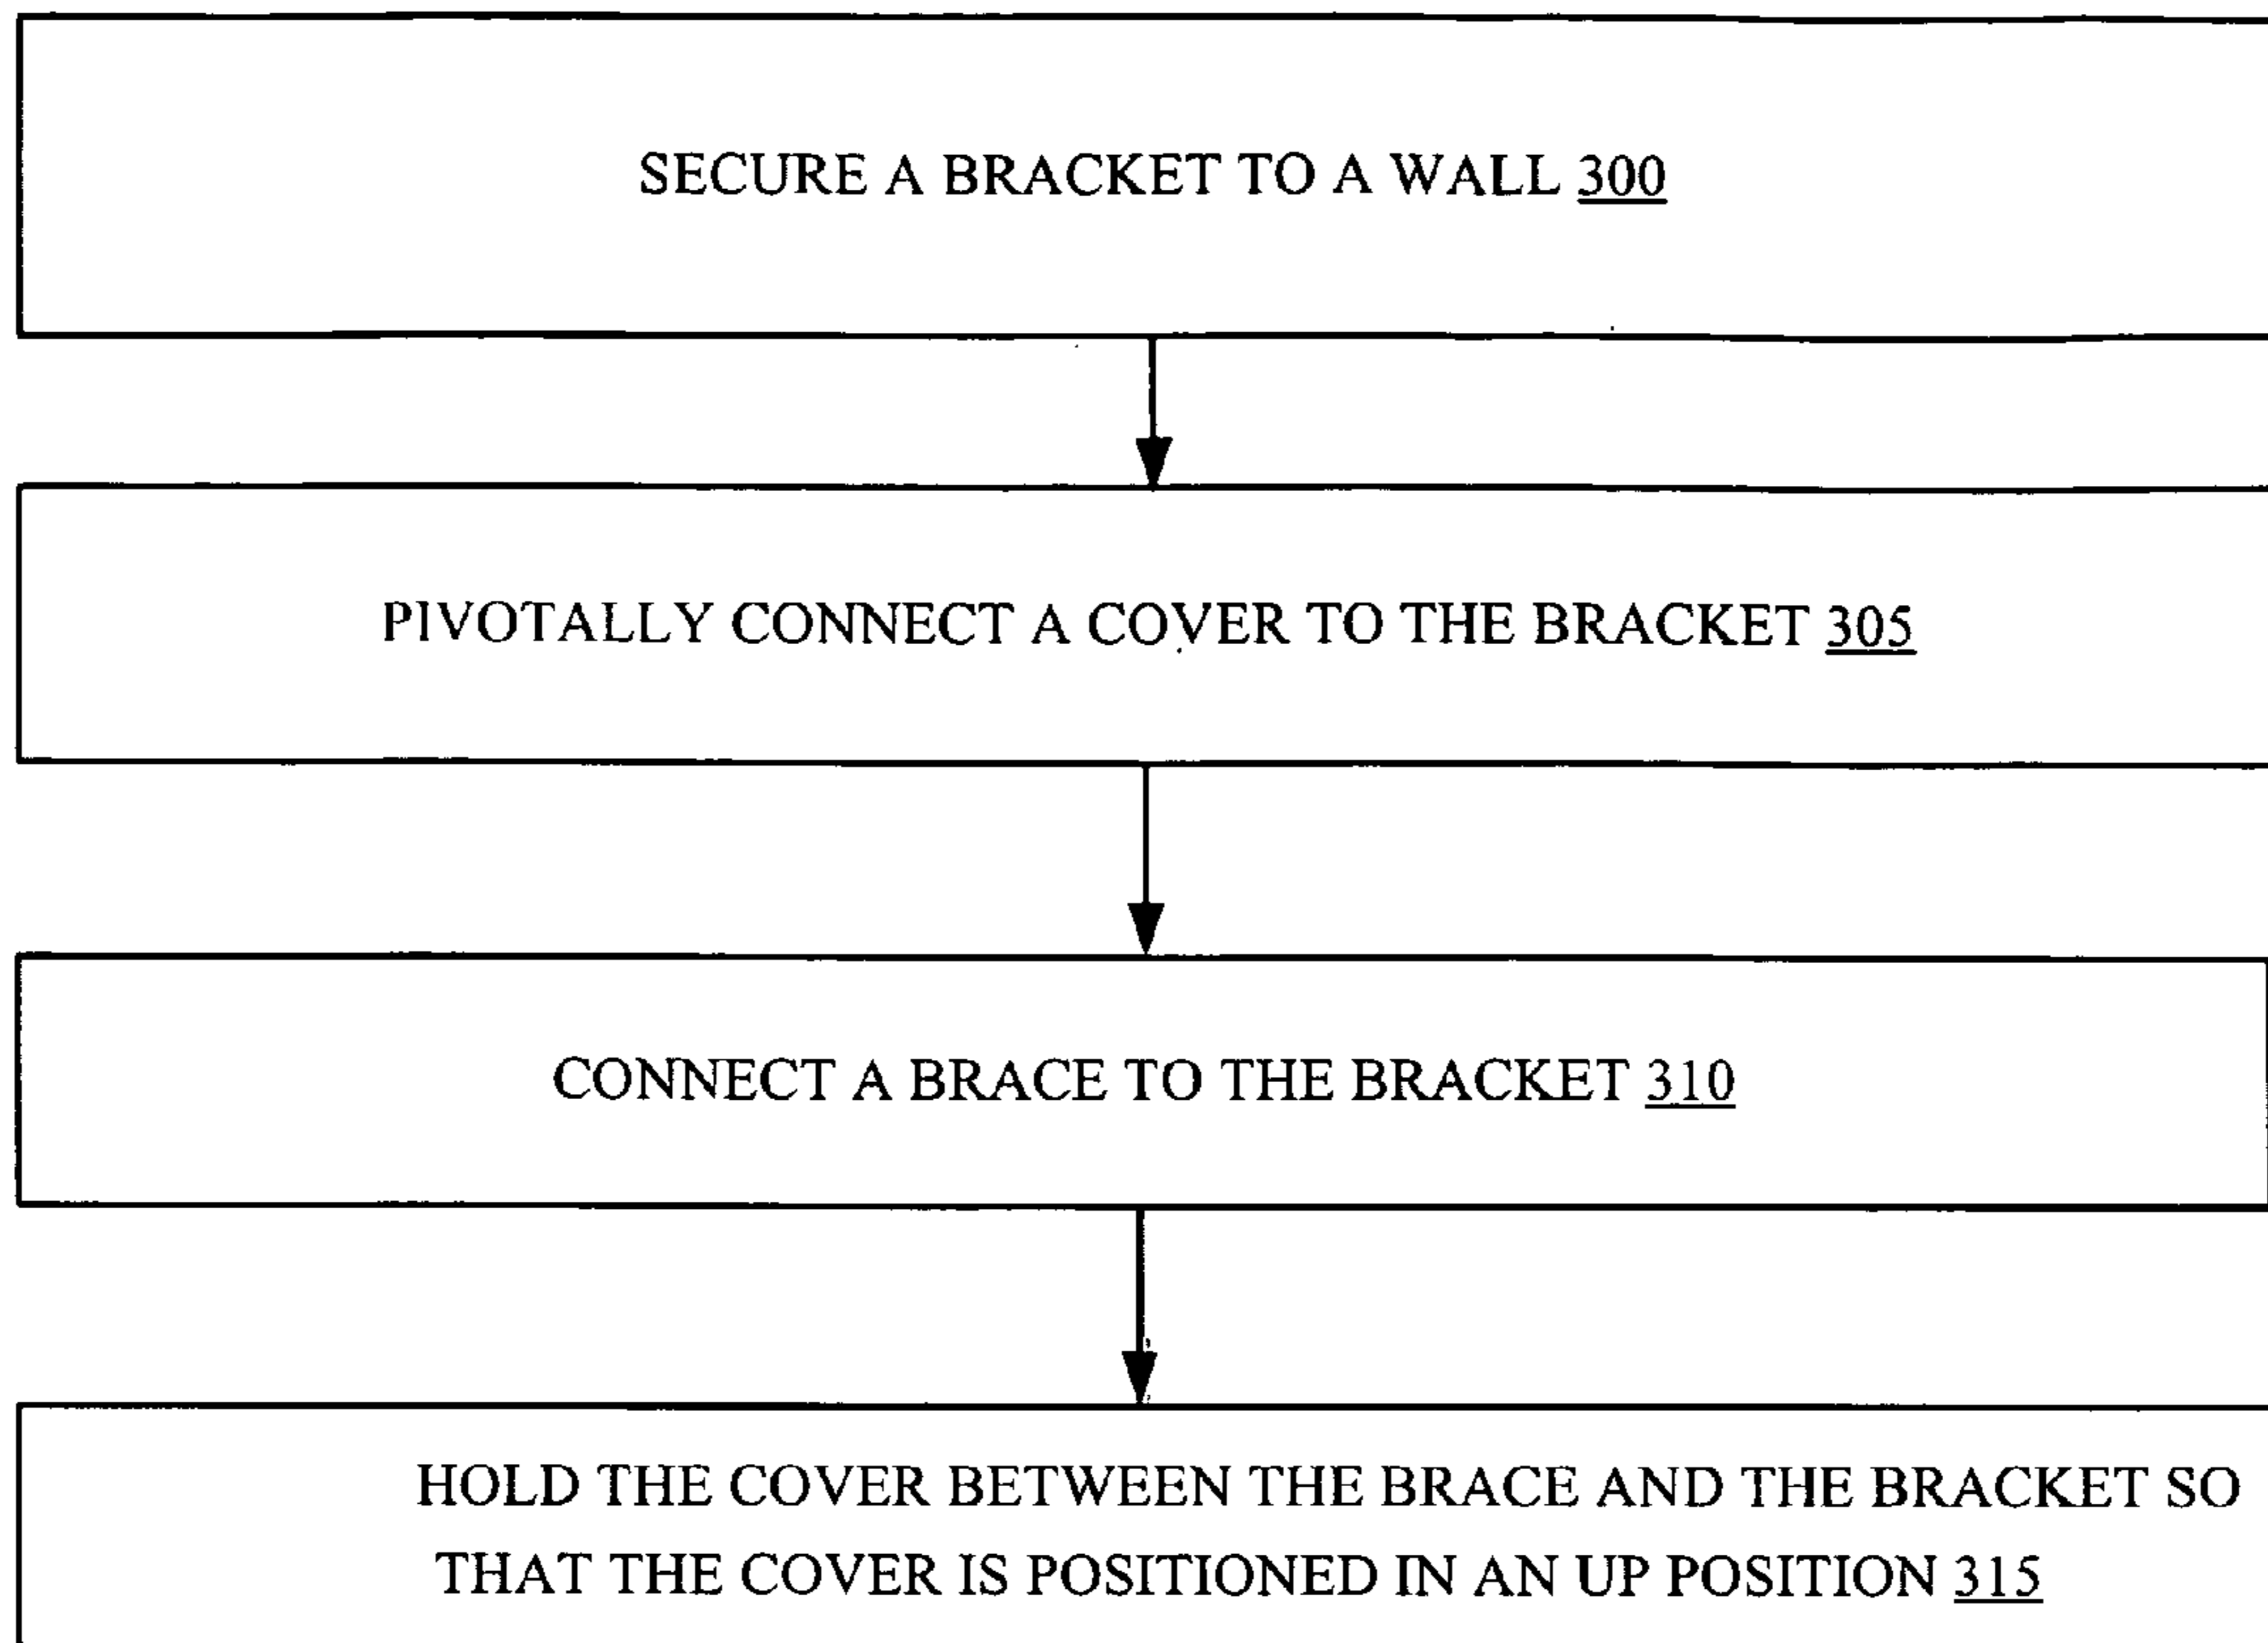 SECURE A BRACKET TO A WALL 300
PIVOTALLY CONNECT A COVER TO THE BRACKET 305
CONNECT A BRACE TO THE BRACKET 310
HOLD THE COVER BETWEEN THE BRACE AND THE BRACKET SO
THAT THE COVER IS POSITIONED IN AN UP POSITION 315